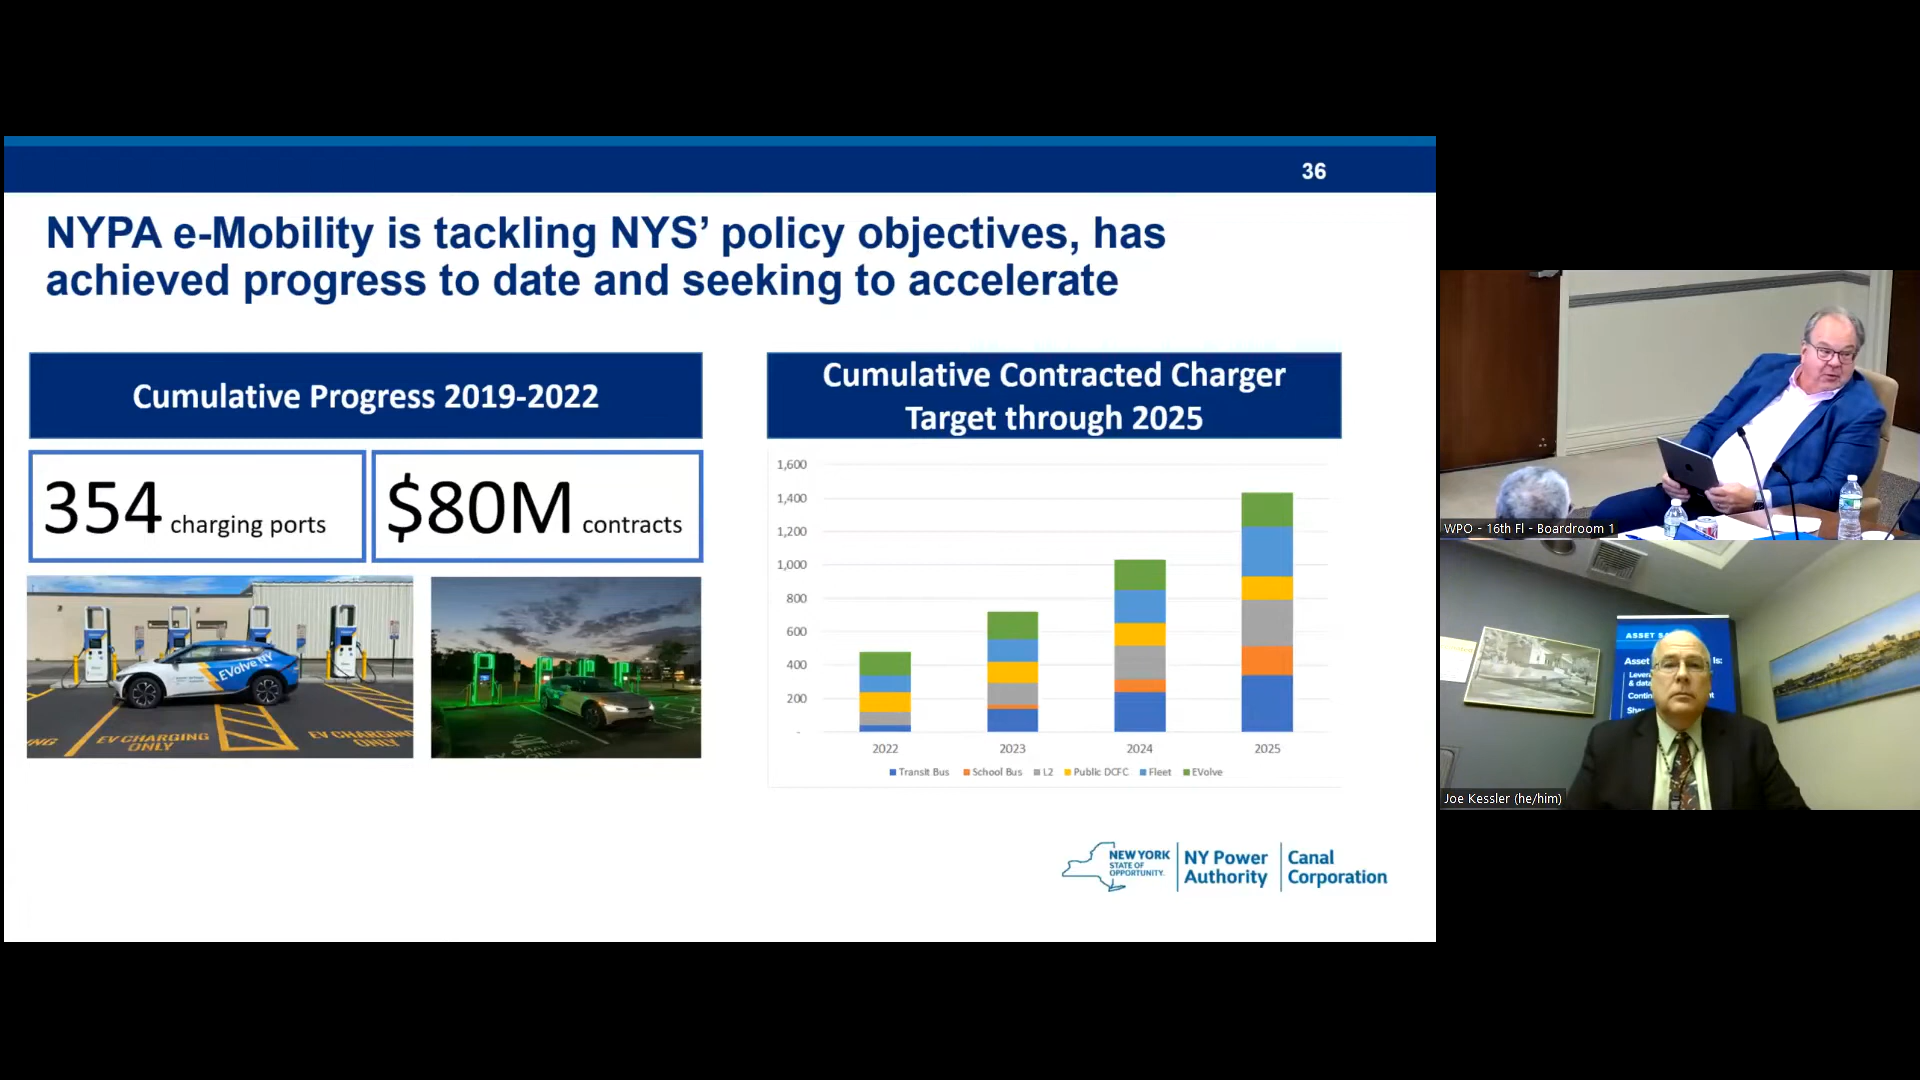 36
NYPA e-Mobility is tackling NYS’ policy objectives, has
achieved progress to date and seeking to accelerate
Cumulative Progress 2019-2022
354 charging ports
$80M contracts
EVolve NY
EV CHARGING
ONLY
EV CHARGING
ONLY
Cumulative Contracted Charger
Target through 2025
1,600
1,400
1,200
1,000
800
600
400
200
-
2022 2023 2024 2025
Transit Bus School Bus L2 Public DCFC Fleet EVolve
NEW YORK
STATE OF
OPPORTUNITY.
NY Power
Authority
Canal
Corporation
WPO - 16th Fl - Boardroom 1
Asset
& data
Joe Kessler (he/him)